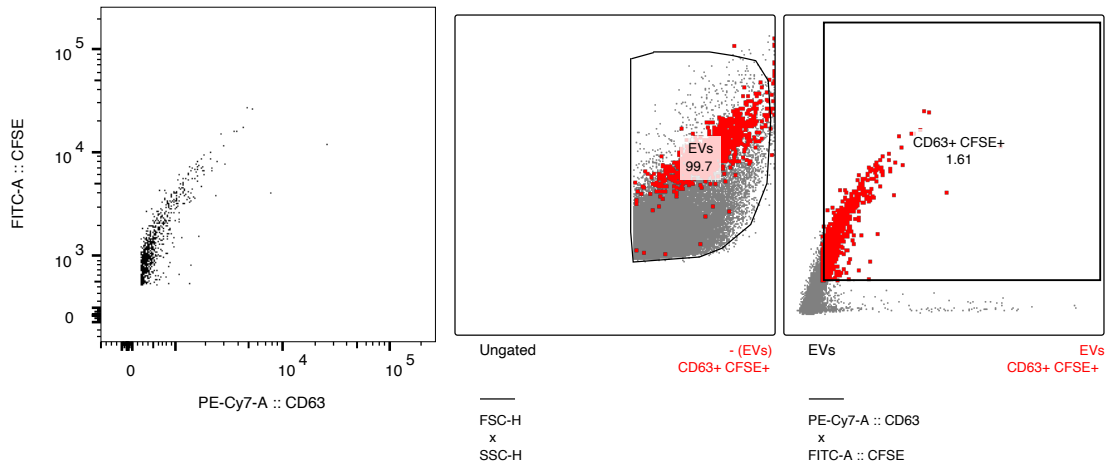 FITC-A :: CFSE
10^5
10^4
10^3
0
0
10^4
10^5
PE-Cy7-A :: CD63
EVs
99.7
Ungated
- (EVs)
CD63+ CFSE+
FSC-H
x
SSC-H
CD63+ CFSE+
1.61
EVs
EVs
CD63+ CFSE+
PE-Cy7-A :: CD63
x
FITC-A :: CFSE